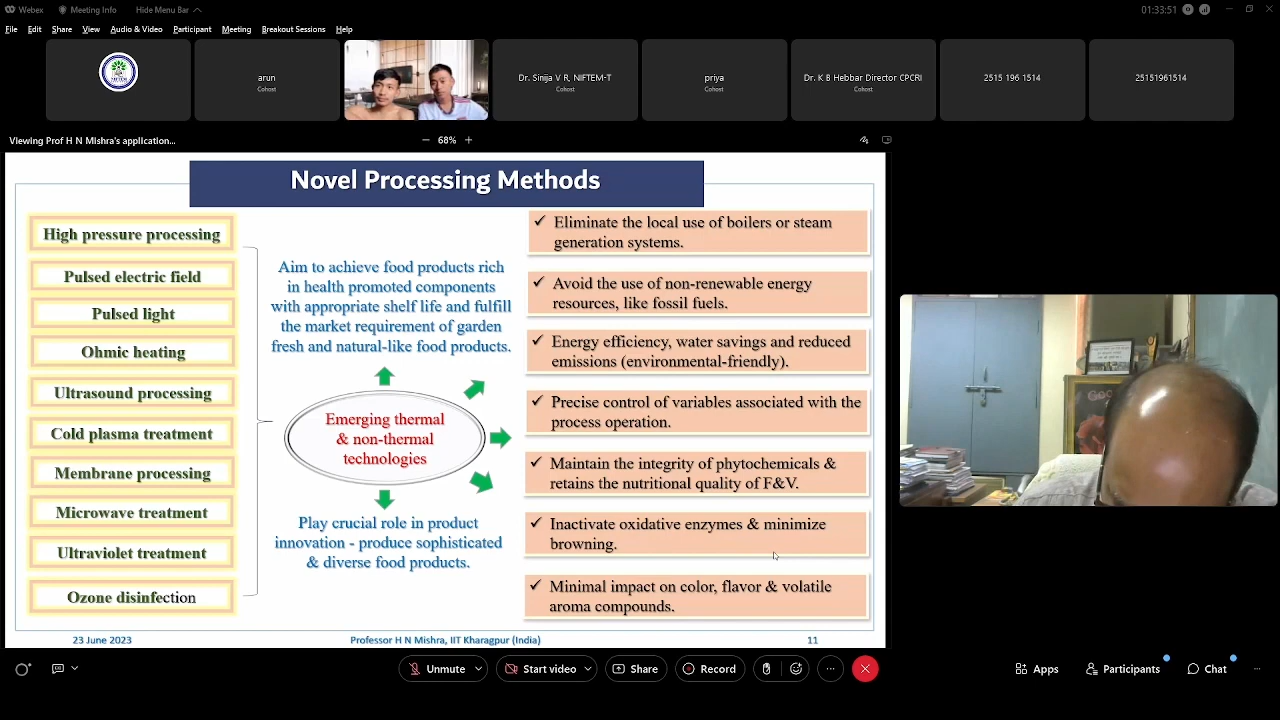 Webex
Meeting Info
Hide Menu Bar
01:33:51
File Edit Share View Audio & Video Participant Meeting Breakout Sessions Help
arun
Cohost
Dr. Sinija V R, NIFTEM-T
Cohost
priya
Cohost
Dr. K B Hebbar Director CPCRI
Cohost
2515 196 1514
25151961514
Viewing Prof H N Mishra's application...
68%
Novel Processing Methods
High pressure processing
Pulsed electric field
Pulsed light
Ohmic heating
Ultrasound processing
Cold plasma treatment
Membrane processing
Microwave treatment
Ultraviolet treatment
Ozone disinfection
Aim to achieve food products rich
in health promoted components
with appropriate shelf life and fulfill
the market requirement of garden
fresh and natural-like food products.
Emerging thermal
& non-thermal
technologies
Play crucial role in product
innovation - produce sophisticated
& diverse food products.
✓ Eliminate the local use of boilers or steam
generation systems.
✓ Avoid the use of non-renewable energy
resources, like fossil fuels.
✓ Energy efficiency, water savings and reduced
emissions (environmental-friendly).
✓ Precise control of variables associated with the
process operation.
✓ Maintain the integrity of phytochemicals &
retains the nutritional quality of F&V.
✓ Inactivate oxidative enzymes & minimize
browning.
✓ Minimal impact on color, flavor & volatile
aroma compounds.
23 June 2023
Professor H N Mishra, IIT Kharagpur (India)
11
Unmute
Start video
Share
Record
Apps
Participants
Chat